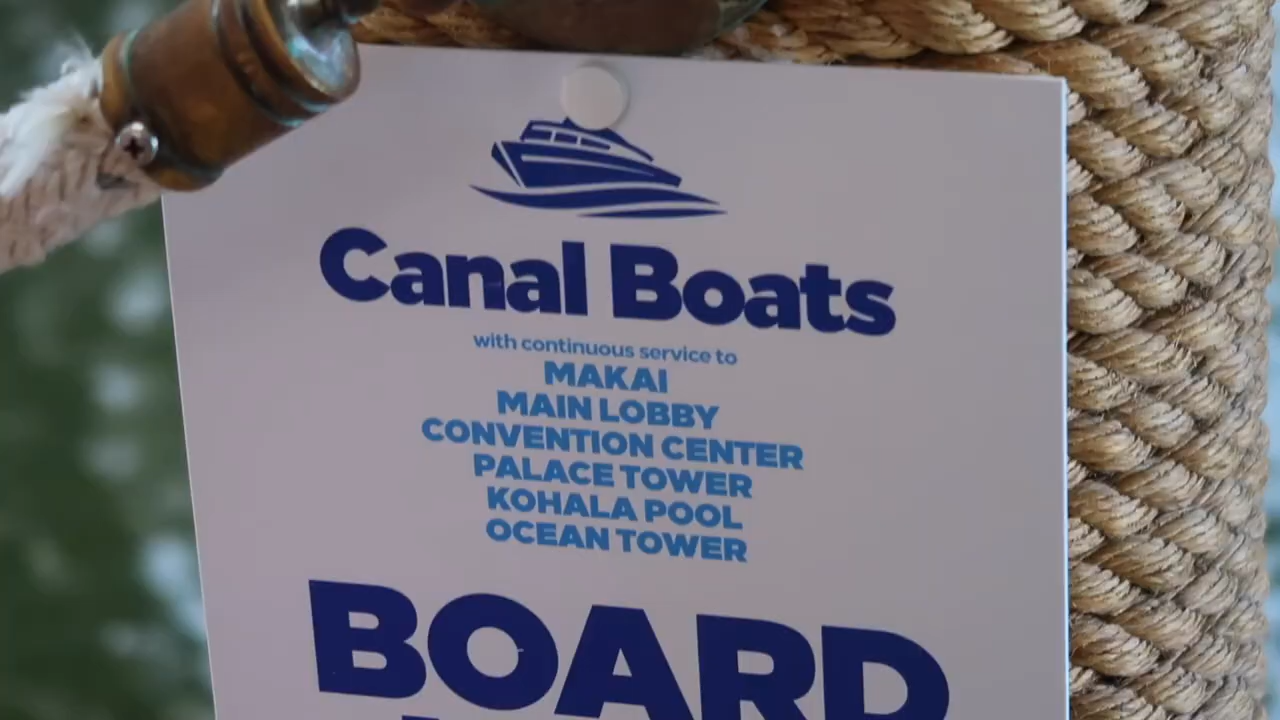 Canal Boats
with continuous service to
MAKAI
MAIN LOBBY
CONVENTION CENTER
PALACE TOWER
KOHALA POOL
OCEAN TOWER
BOARD